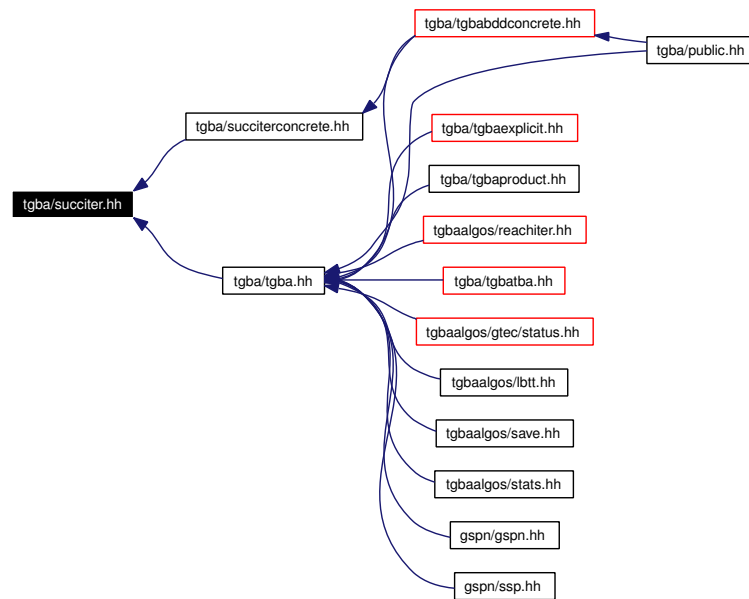 tgba/tgbabddconcrete.hh
tgba/public.hh
tgba/succiterconcrete.hh
tgba/tgbaexplicit.hh
tgba/tgbaproduct.hh
tgba/succiter.hh
tgbaalgos/reachiter.hh
tgba/tgba.hh
tgba/tgbatba.hh
tgbaalgos/gtec/status.hh
tgbaalgos/lbtt.hh
tgbaalgos/save.hh
tgbaalgos/stats.hh
gspn/gspn.hh
gspn/ssp.hh